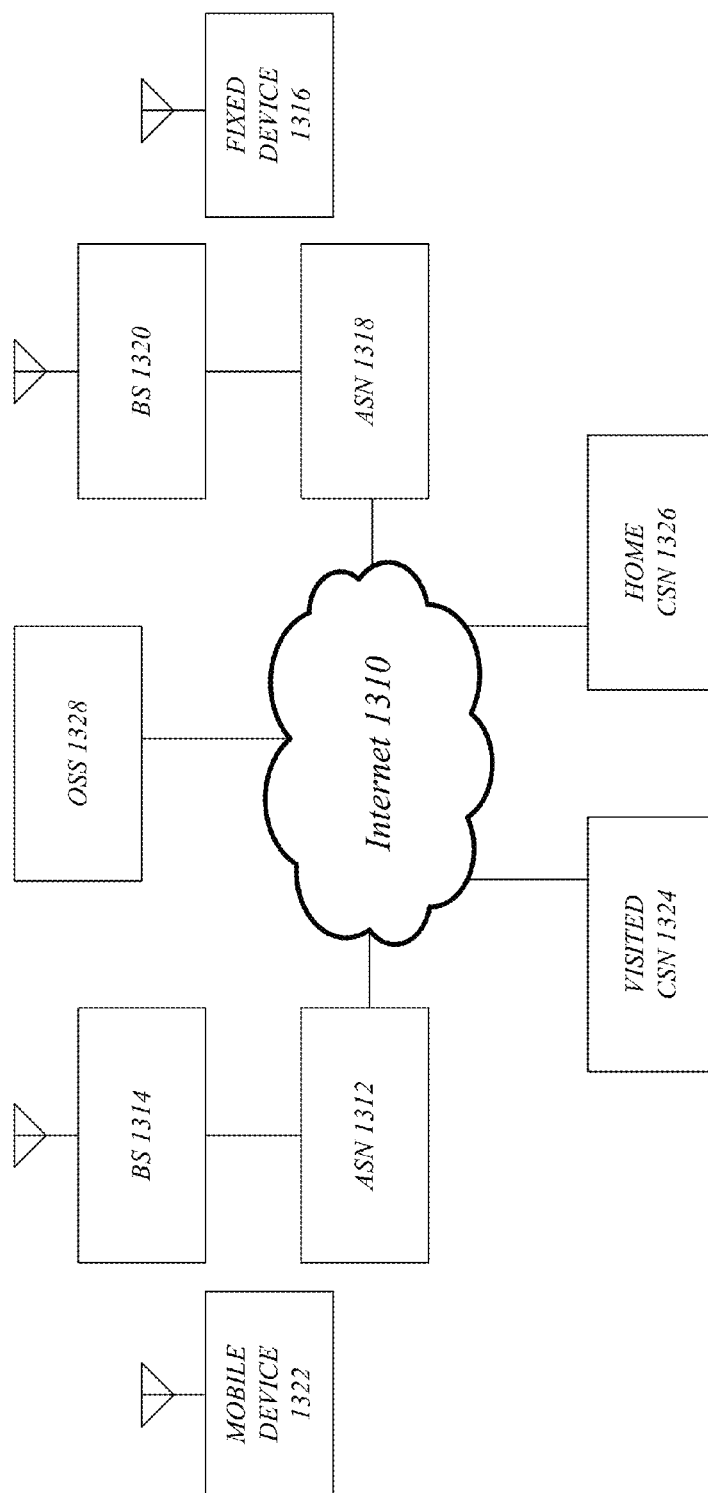 MOBILE
DEVICE
1322
BS 1314
ASN 1312
OSS 1328
Internet 1310
VISITED
CSN 1324
HOME
CSN 1326
BS 1320
ASN 1318
FIXED
DEVICE
1316